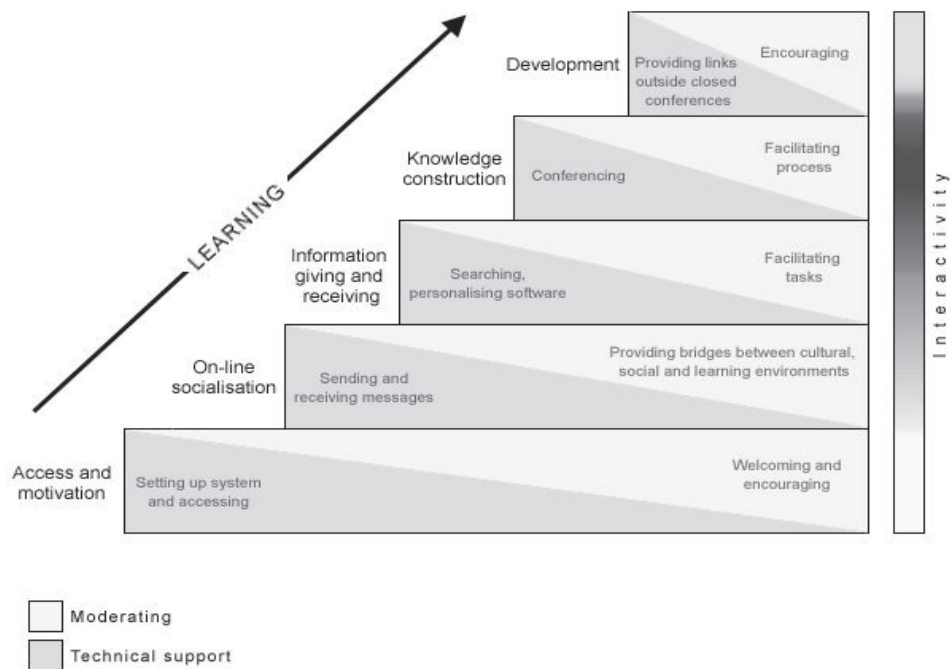 Development
Providing links
outside closed
conferences
Encouraging
Knowledge
construction
Conferencing
Facilitating
process
LEARNING
Information
giving and
receiving
Searching,
personalising software
Facilitating
tasks
On-line
socialisation
Sending and
receiving messages
Providing bridges between cultural,
social and learning environments
Access and
motivation
Setting up system
and accessing
Welcoming and
encouraging
Interactivity
Moderating
Technical support